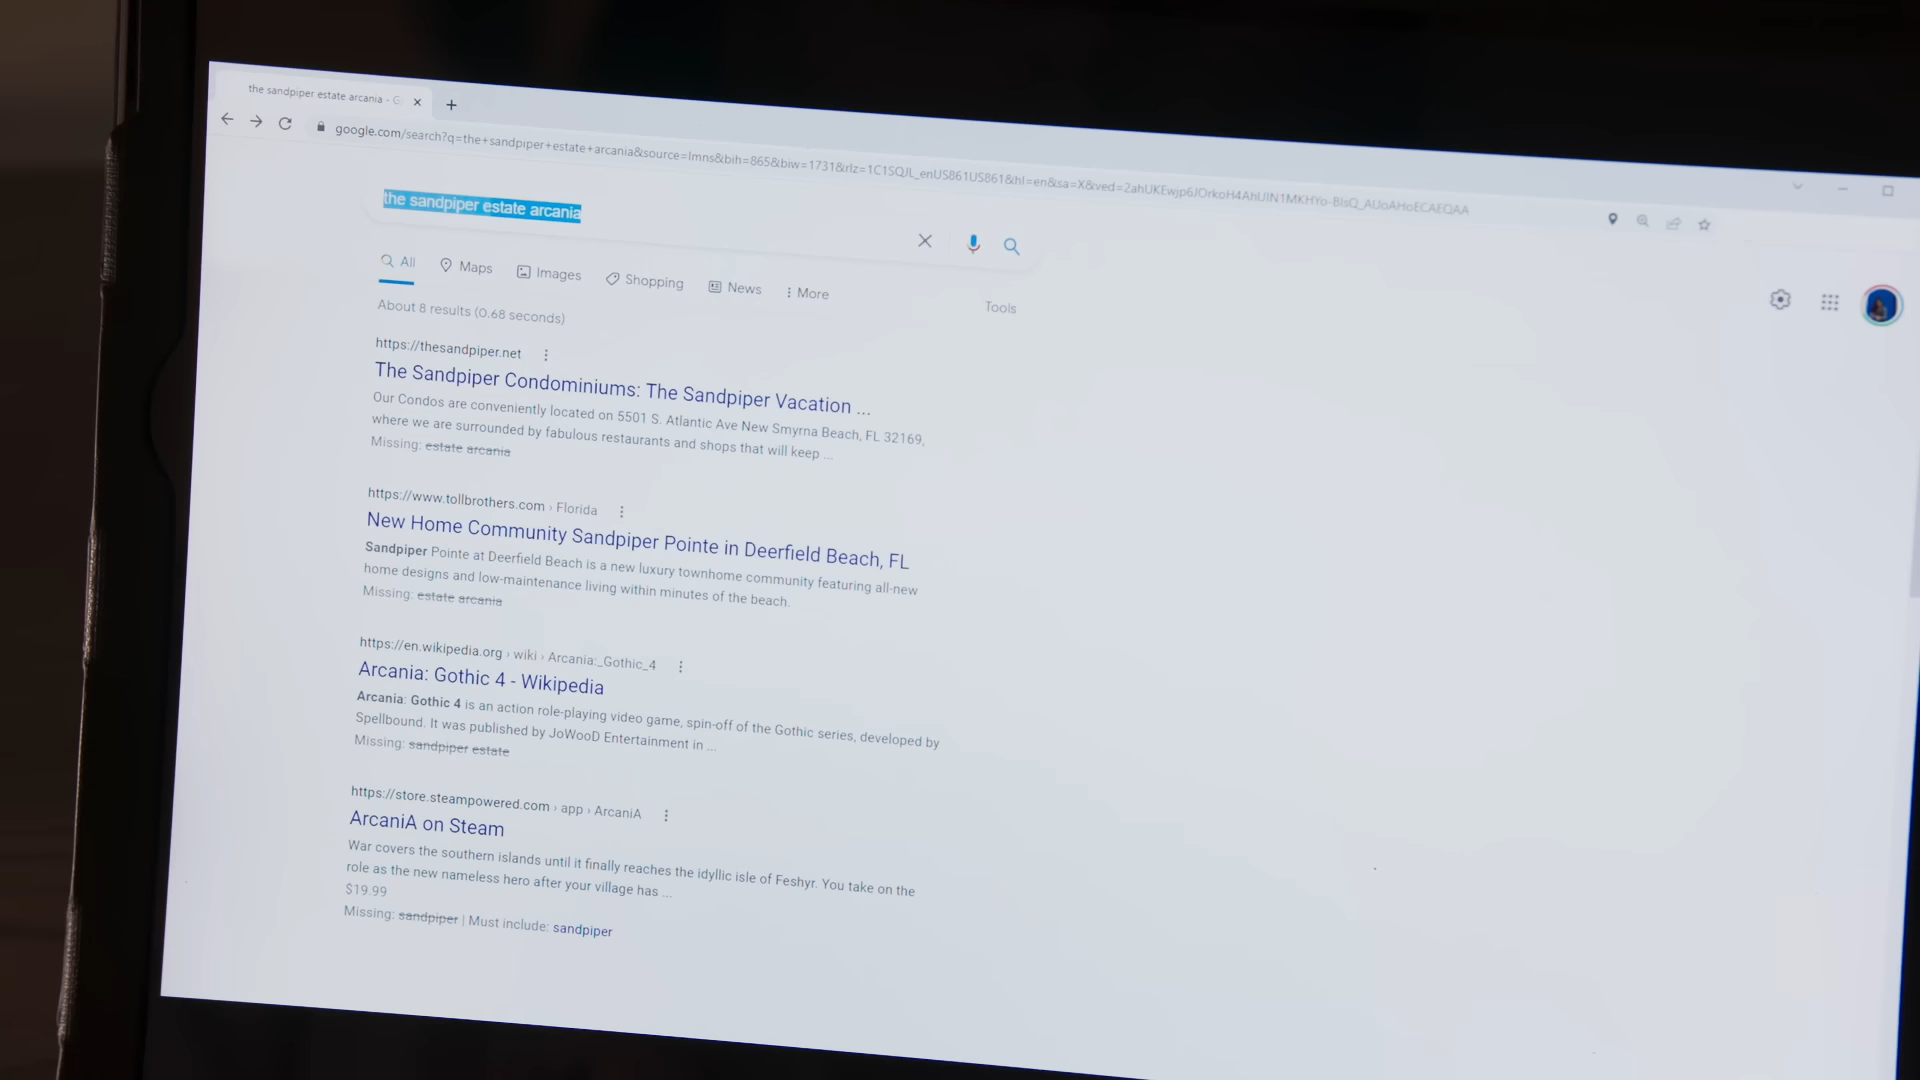 the sandpiper estate arcania - G
google.com/search?q=the+sandpiper+estate+arcania&source=lmns&bih=865&biw=1731&rlz=1C1SQJL_enUS861US861&hl=en&sa=X&ved=2ahUKEwjp6JOrkoH4AhUIN1MKHYo-BisQ_AUoAHoECAEQAA
the sandpiper estate arcania
All Maps Images Shopping News More
Tools
About 8 results (0.68 seconds)
https://thesandpiper.net
The Sandpiper Condominiums: The Sandpiper Vacation ...
Our Condos are conveniently located on 5501 S. Atlantic Ave New Smyrna Beach, FL 32169,
where we are surrounded by fabulous restaurants and shops that will keep ...
Missing: estate arcania
https://www.tollbrothers.com › Florida
New Home Community Sandpiper Pointe in Deerfield Beach, FL
Sandpiper Pointe at Deerfield Beach is a new luxury townhome community featuring all-new
home designs and low-maintenance living within minutes of the beach.
Missing: estate arcania
https://en.wikipedia.org › wiki › Arcania:_Gothic_4
Arcania: Gothic 4 - Wikipedia
Arcania: Gothic 4 is an action role-playing video game, spin-off of the Gothic series, developed by
Spellbound. It was published by JoWooD Entertainment in ...
Missing: sandpiper estate
https://store.steampowered.com › app › ArcaniA
ArcaniA on Steam
War covers the southern islands until it finally reaches the idyllic isle of Feshyr. You take on the
role as the new nameless hero after your village has ...
$19.99
Missing: sandpiper | Must include: sandpiper